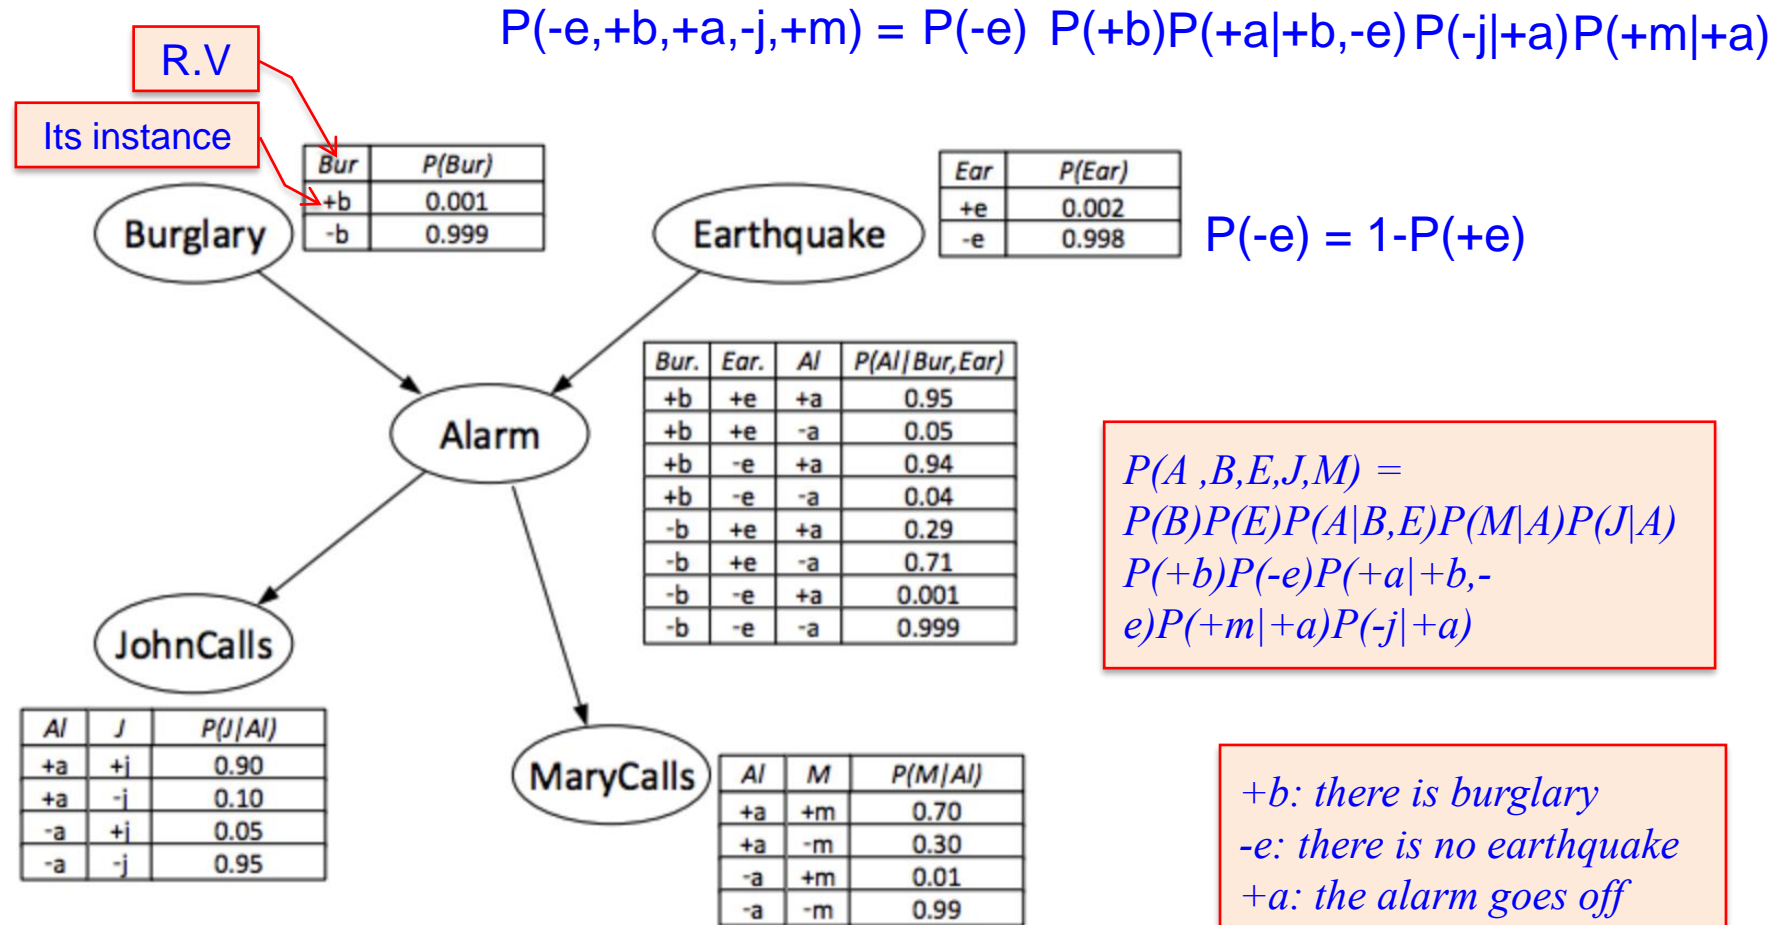 P(-e,+b,+a,-j,+m) = P(-e) P(+b)P(+a|+b,-e)P(-j|+a)P(+m|+a)
R.V
Its instance
Bur P(Bur)
+b 0.001
-b 0.999
Ear P(Ear)
+e 0.002
-e 0.998
Burglary
Earthquake
P(-e) = 1-P(+e)
Bur. Ear. Al P(Al|Bur,Ear)
+b +e +a 0.95
+b +e -a 0.05
+b -e +a 0.94
+b -e -a 0.04
-b +e +a 0.29
-b +e -a 0.71
-b -e +a 0.001
-b -e -a 0.999
Alarm
P(A ,B,E,J,M) =
P(B)P(E)P(A|B,E)P(M|A)P(J|A)
P(+b)P(-e)P(+a|+b,-
e)P(+m|+a)P(-j|+a)
JohnCalls
Al J P(J|Al)
+a +j 0.90
+a -j 0.10
-a +j 0.05
-a -j 0.95
MaryCalls
Al M P(M|Al)
+a +m 0.70
+a -m 0.30
-a +m 0.01
-a -m 0.99
+b: there is burglary
-e: there is no earthquake
+a: the alarm goes off